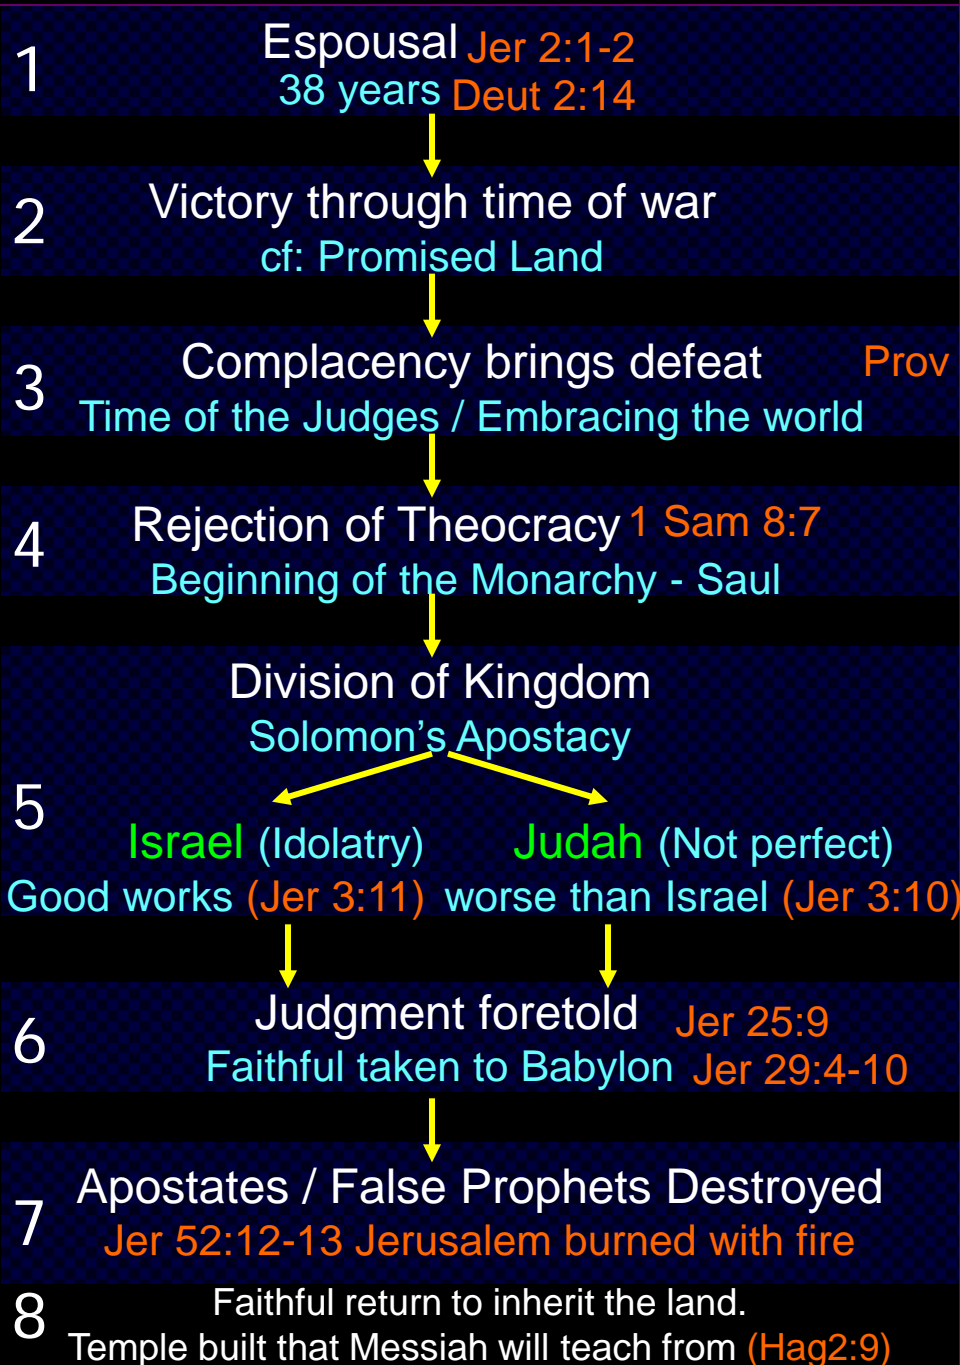 1
Espousal Jer 2:1-2
38 years Deut 2:14
2
Victory through time of war
cf: Promised Land
3
Complacency brings defeat Prov
Time of the Judges / Embracing the world
4
Rejection of Theocracy 1 Sam 8:7
Beginning of the Monarchy - Saul
5
Division of Kingdom
Solomon’s Apostacy
Israel (Idolatry) Judah (Not perfect)
Good works (Jer 3:11) worse than Israel (Jer 3:10)
6
Judgment foretold Jer 25:9
Faithful taken to Babylon Jer 29:4-10
7
Apostates / False Prophets Destroyed
Jer 52:12-13 Jerusalem burned with fire
8
Faithful return to inherit the land.
Temple built that Messiah will teach from (Hag2:9)